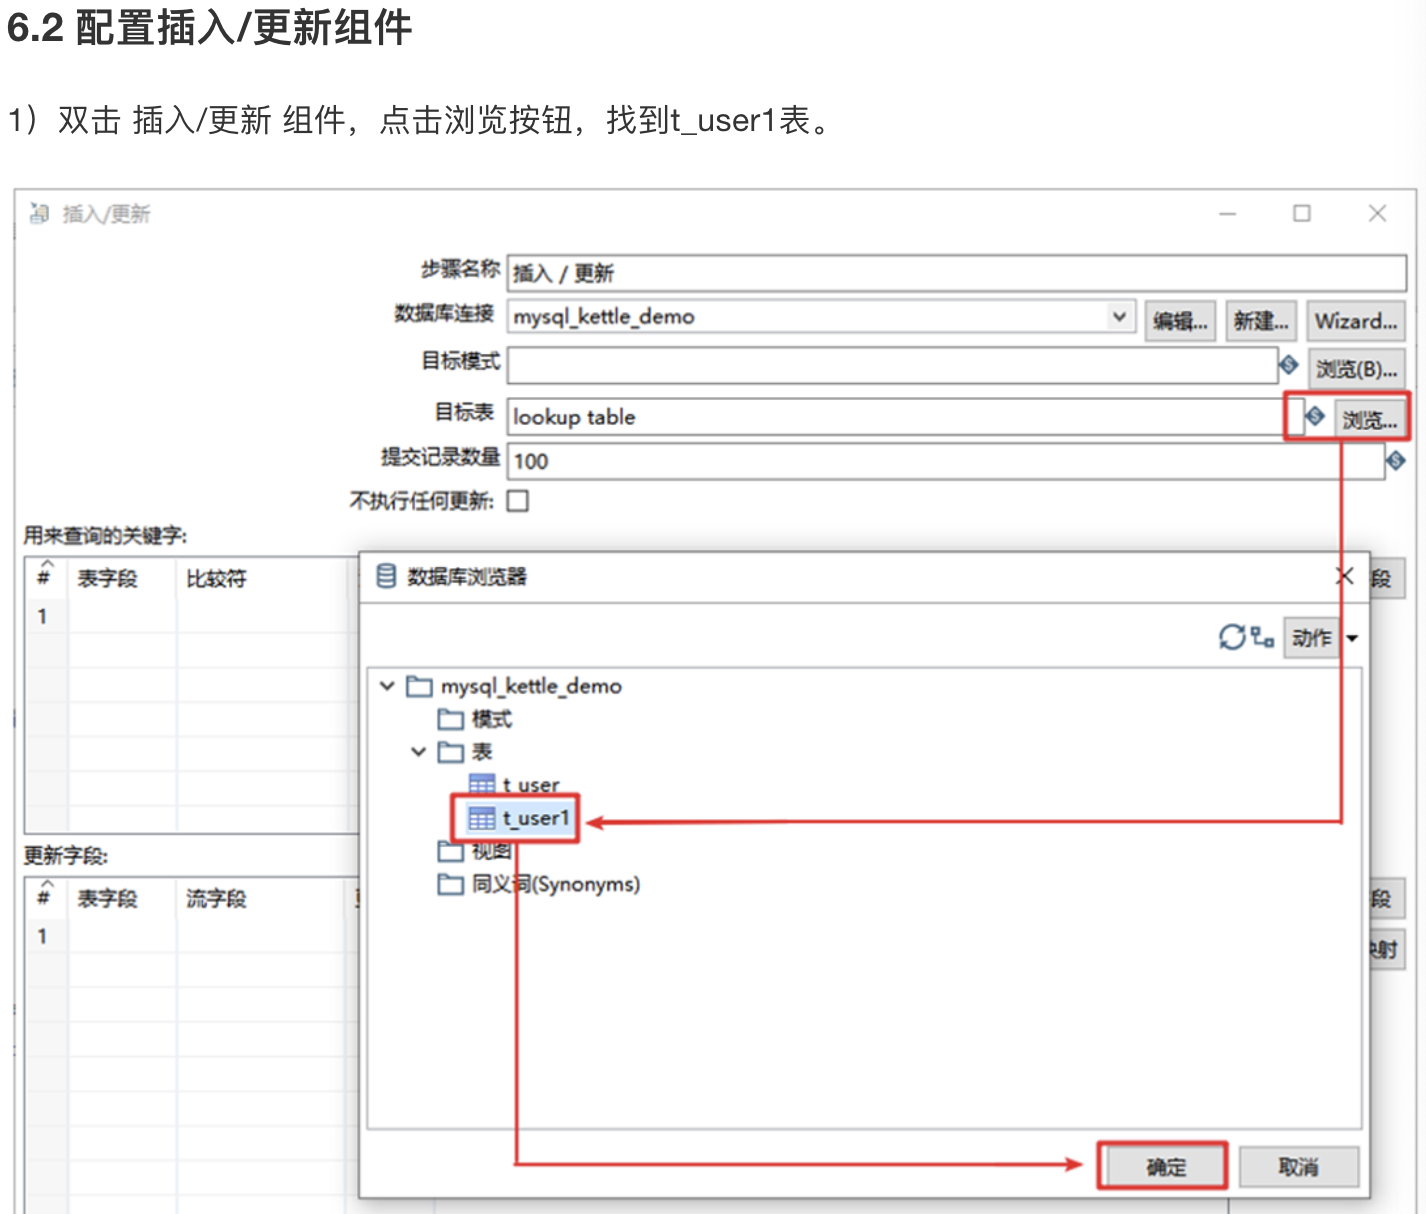 6.2 配置插入/更新组件
1）双击 插入/更新 组件，点击浏览按钮，找到t_user1表。
插入/更新
步骤名称 插入 / 更新
数据库连接 mysql_kettle_demo 编辑... 新建... Wizard...
目标模式 浏览(B)...
目标表 lookup table 浏览...
提交记录数量 100
不执行任何更新:
用来查询的关键字:
# 表字段 比较符 段
1
数据库浏览器
动作
mysql_kettle_demo
模式
表
t_user
t_user1
视图
同义词(Synonyms)
更新字段:
# 表字段 流字段 段
1
映射
确定 取消